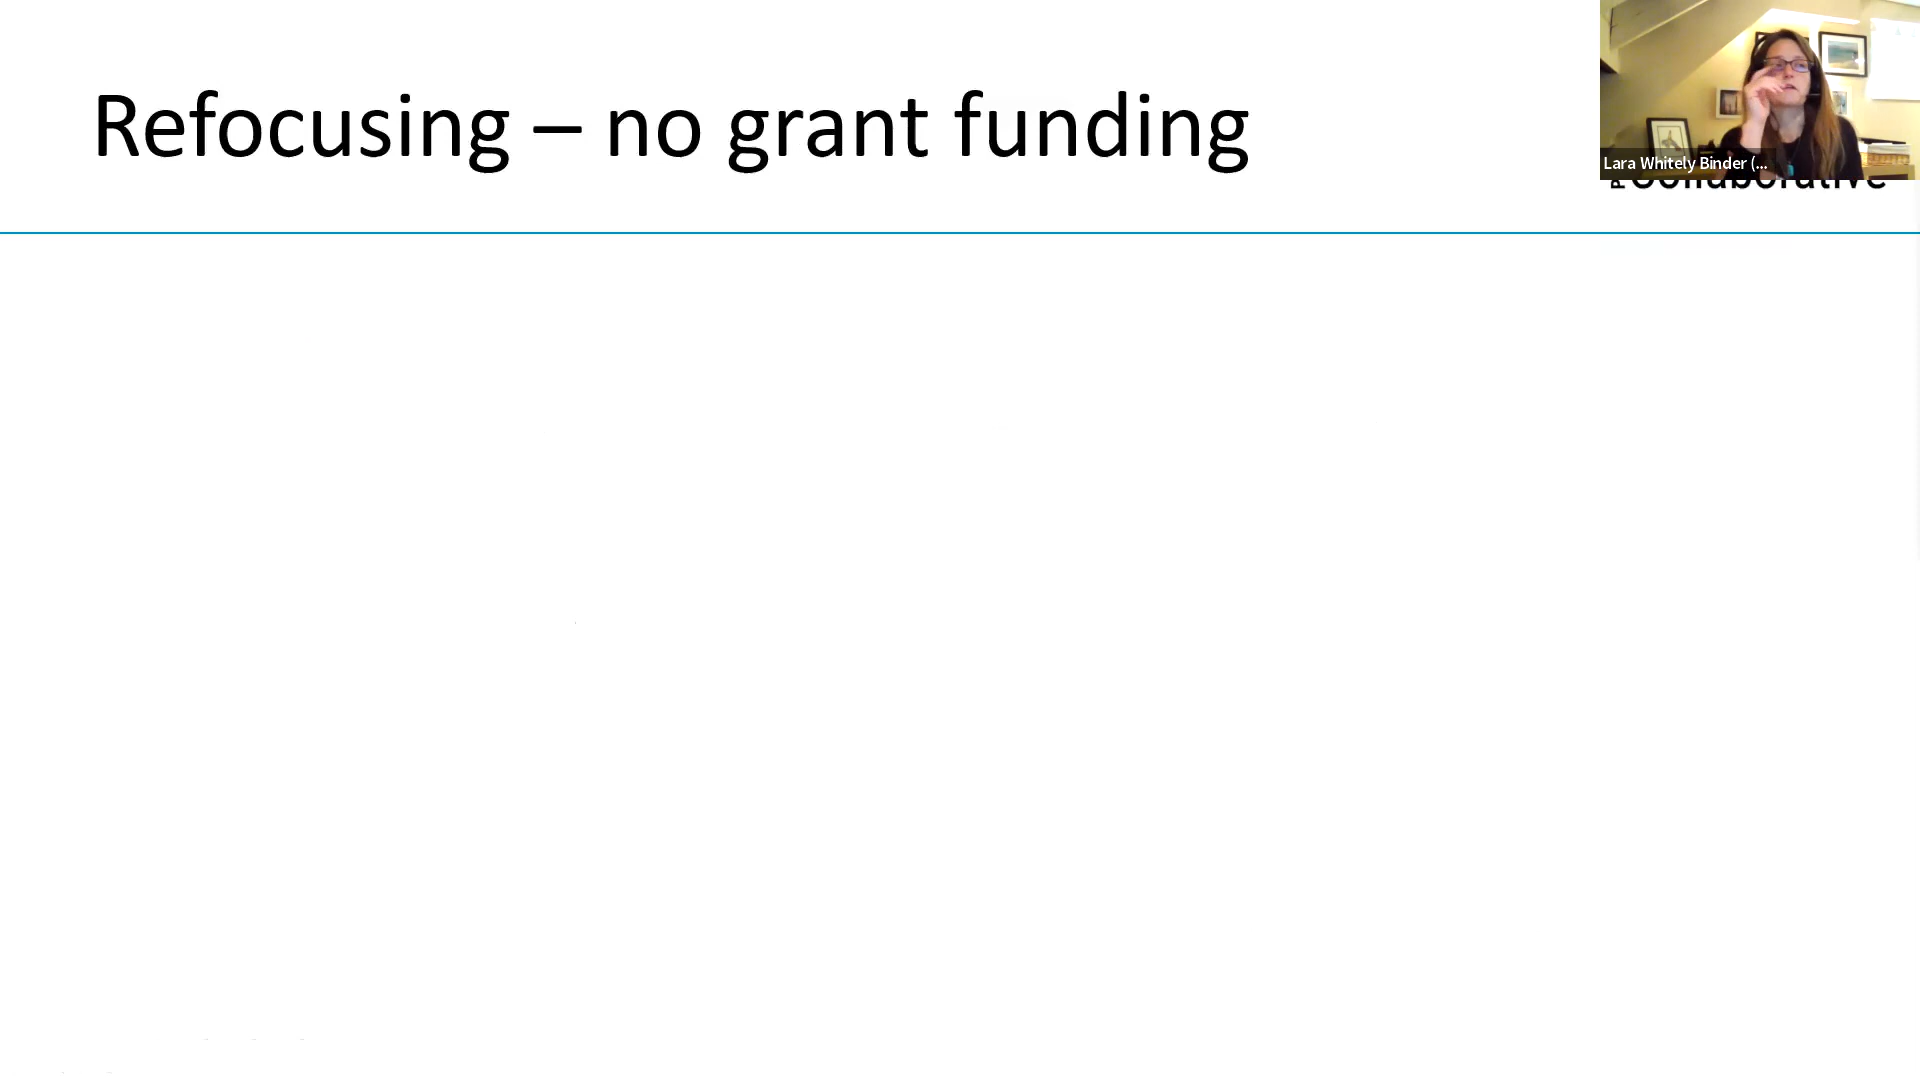 Refocusing – no grant funding
Lara Whitely Binder (...
Collaborative